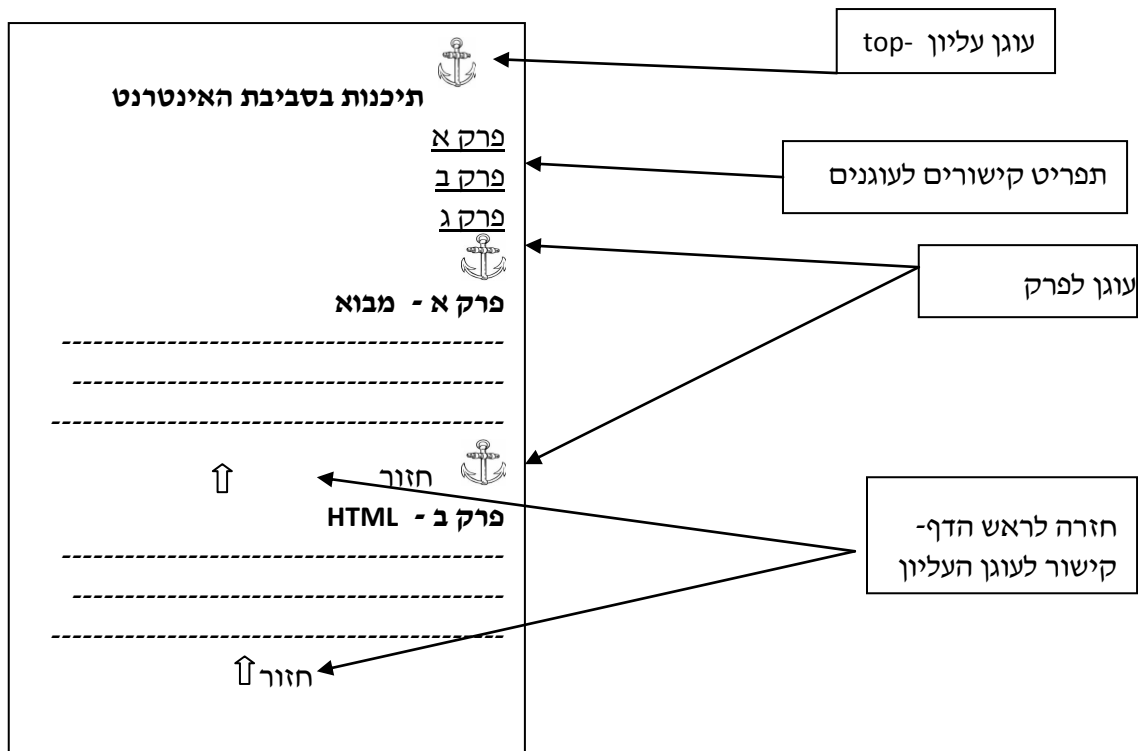 עוגן עליון -top
תיכנות בסביבת האינטרנט
פרק א
פרק ב
פרק ג
תפריט קישורים לעוגנים
עוגן לפרק
פרק א - מבוא
----------------------------------------
---------------------------------------
-----------------------------------------
חזור ⇧
פרק ב - HTML
----------------------------------------
---------------------------------------
-----------------------------------------
חזור⇧
חזרה לראש הדף-
קישור לעוגן העליון